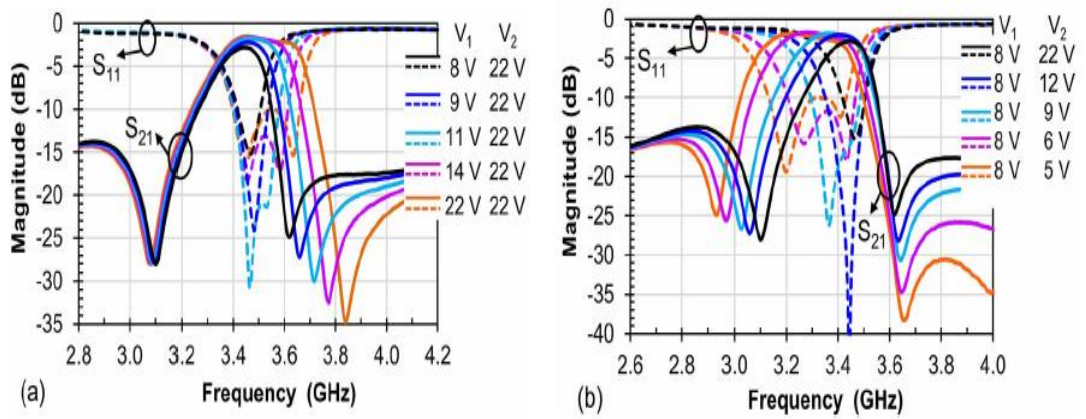 0
-5
-10
-15
-20
-25
-30
-35
Magnitude (dB)
2.8 3.0 3.2 3.4 3.6 3.8 4.0 4.2
Frequency (GHz)
(a)
S11
S21
V1 V2
8 V 22 V
9 V 22 V
11 V 22 V
14 V 22 V
22 V 22 V
0
-5
-10
-15
-20
-25
-30
-35
-40
Magnitude (dB)
2.6 2.8 3.0 3.2 3.4 3.6 3.8 4.0
Frequency (GHz)
(b)
S11
S21
V1 V2
8 V 22 V
8 V 12 V
8 V 9 V
8 V 6 V
8 V 5 V